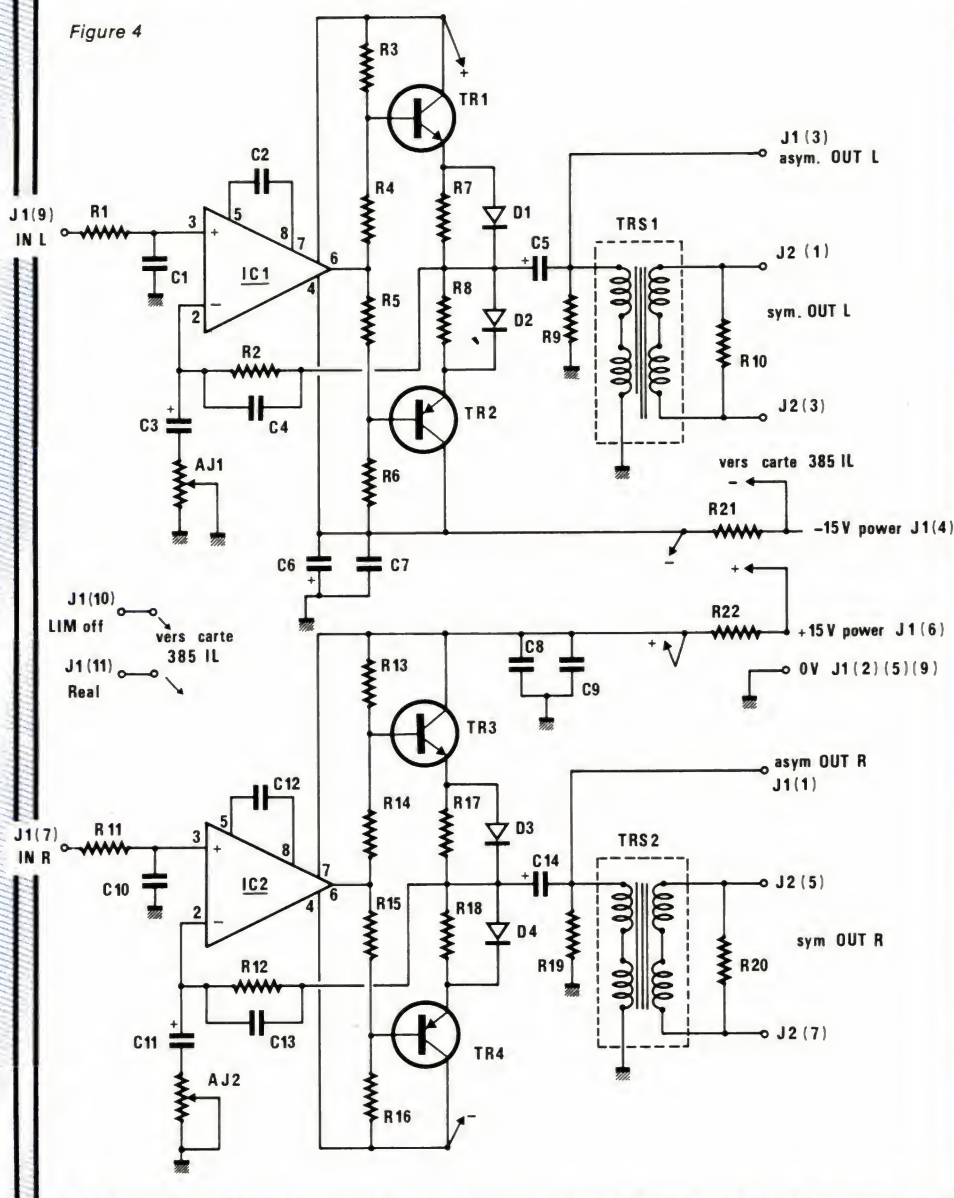 Figure 4
R3
+
TR1
J1(3)
asym. OUT L
C2
J1(9)
IN L
R1
3
+
5
8
7
6
4
IC1
C1
2
−
R4
R7
D1
C5
+
TRS1
J2 (1)
R5
R8
D2
R9
sym. OUT L
R10
R2
C4
C3
+
AJ1
TR2
R6
J2(3)
vers carte 385 IL
−
R21
−15V power J1(4)
−
C6
+
C7
+
R22
+15V power J1(6)
+
J1(10)
LIM off
vers carte
385 IL
J1(11)
Real
C8
C9
0V J1(2)(5)(9)
R13
TR3
asym OUT R
J1(1)
C12
J1(7)
IN R
R11
3
+
5
8
7
6
4
IC2
C10
2
−
R14
R17
D3
C14
+
TRS2
J2(5)
R15
R18
D4
R19
sym OUT R
R20
R12
C13
C11
+
AJ2
TR4
R16
−
J2(7)